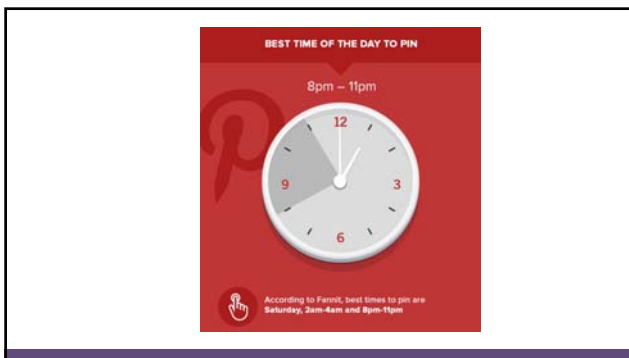 BEST TIME OF THE DAY TO PIN
8pm – 11pm
12
9
3
6
According to Fannit, best times to pin are
Saturday, 2am-4am and 8pm-11pm